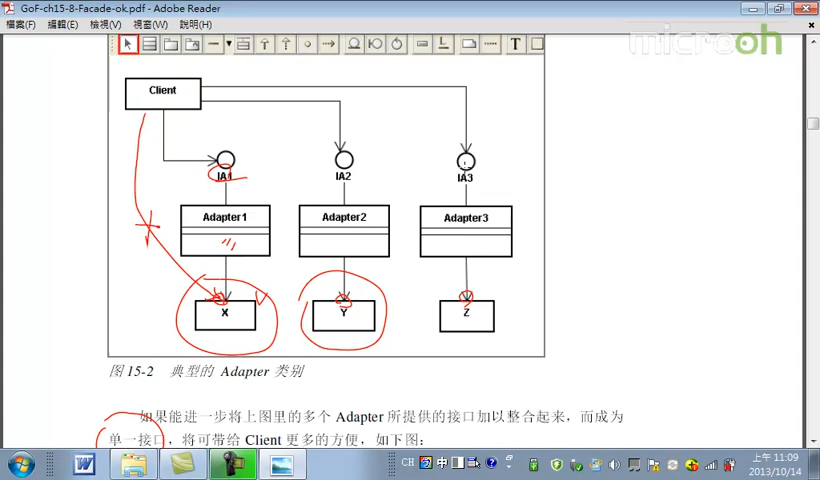 GoF-ch15-8-Facade-ok.pdf - Adobe Reader
檔案(F) 編輯(E) 檢視(V) 視窗(W) 說明(H)
microoh
T
Client
IA1 IA2 IA3
Adapter1 Adapter2 Adapter3
X Y Z
图 15-2 典型的 Adapter 类别
如果能进一步将上图里的多个 Adapter 所提供的接口加以整合起来，而成为
单一接口，将可带给 Client 更多的方便，如下图：
CH 中
上午 11:09
2013/10/14